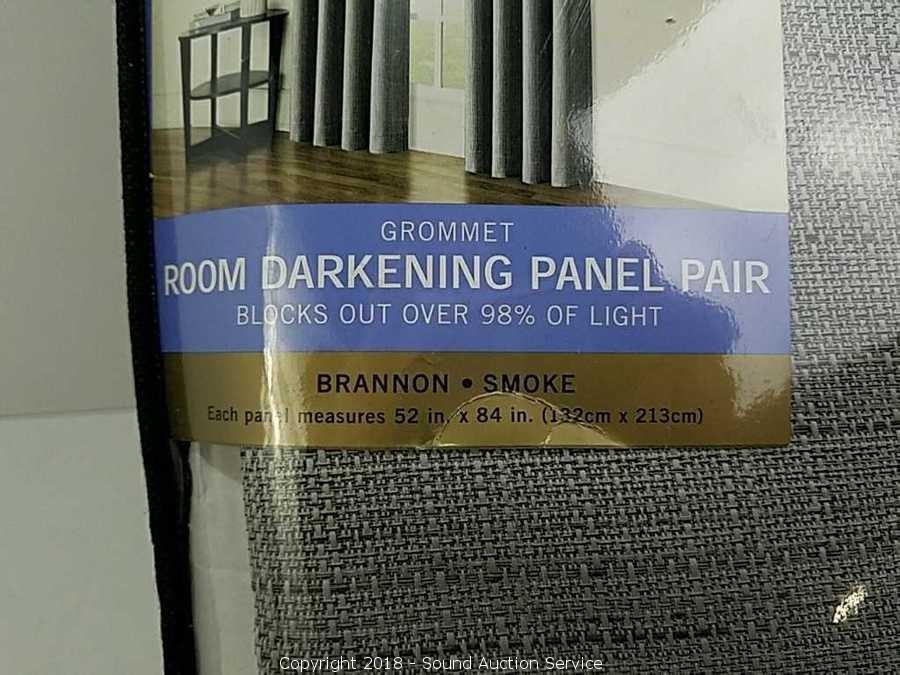 GROMMET
ROOM DARKENING PANEL PAIR
BLOCKS OUT OVER 98% OF LIGHT
BRANNON • SMOKE
Each panel measures 52 in. x 84 in. (132cm x 213cm)
Copyright 2018 - Sound Auction Service